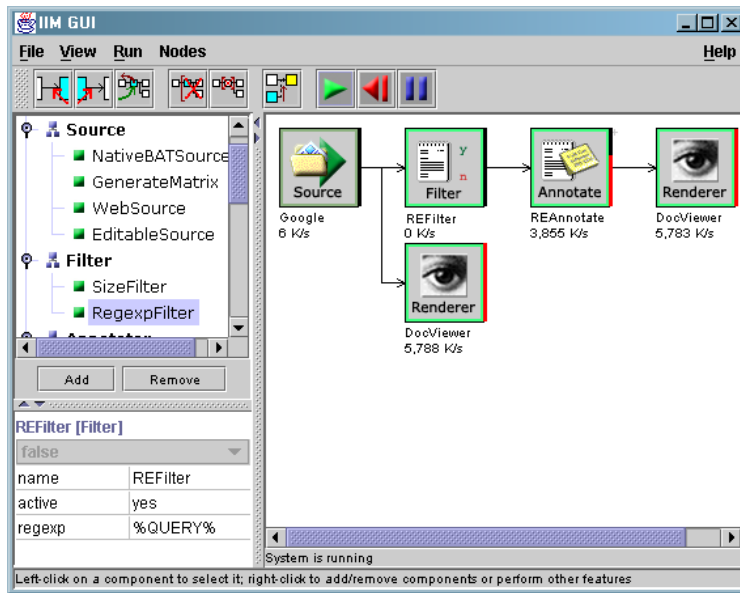 IIM GUI
File View Run Nodes Help
Source
NativeBATSource
GenerateMatrix
WebSource
EditableSource
Filter
SizeFilter
RegexpFilter
Add Remove
REFilter [Filter]
false
name REFilter
active yes
regexp %QUERY%
y
n
Source Filter Annotate Renderer
Google REFilter REAnnotate DocViewer
6 K/s 0 K/s 3,855 K/s 5,783 K/s
Renderer
DocViewer
5,788 K/s
System is running
Left-click on a component to select it; right-click to add/remove components or perform other features